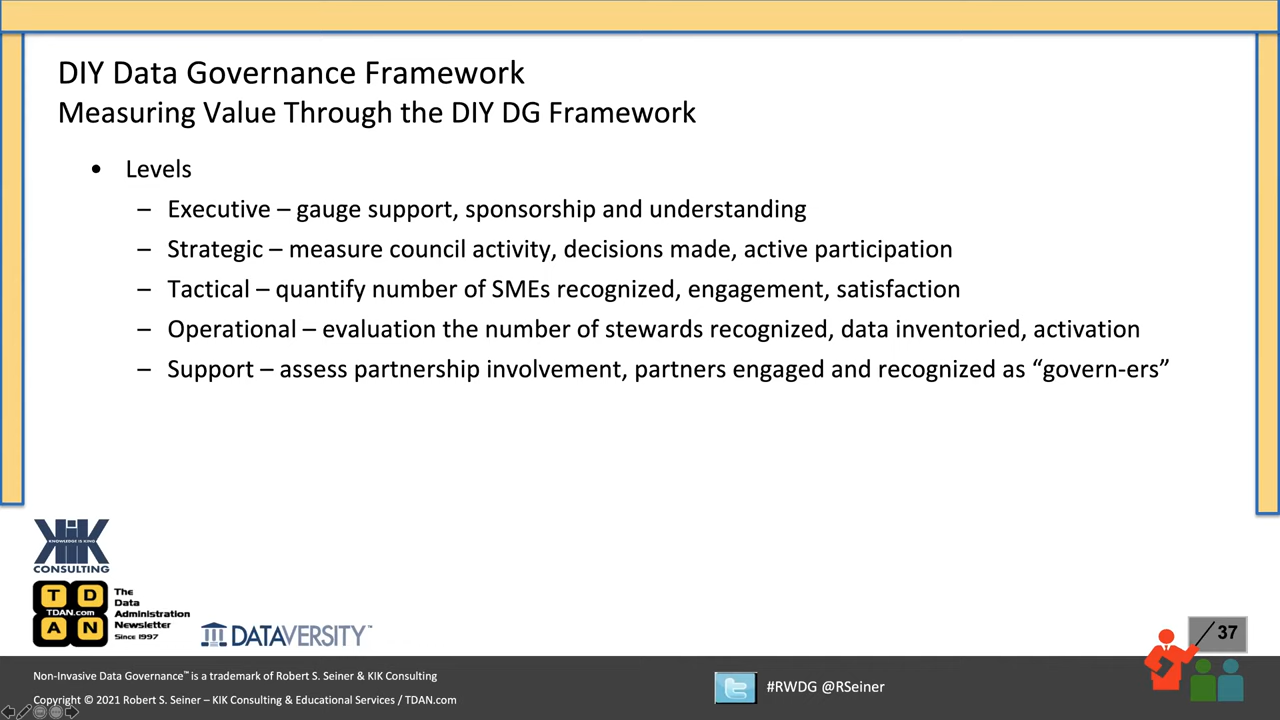 DIY Data Governance Framework
Measuring Value Through the DIY DG Framework
• Levels
– Executive – gauge support, sponsorship and understanding
– Strategic – measure council activity, decisions made, active participation
– Tactical – quantify number of SMEs recognized, engagement, satisfaction
– Operational – evaluation the number of stewards recognized, data inventoried, activation
– Support – assess partnership involvement, partners engaged and recognized as “govern-ers”
KIK
KNOWLEDGE IS KING
CONSULTING
T D
TDAN.com
A N
The
Data
Administration
Newsletter
Since 1997
DATAVERSITY™
37
Non-Invasive Data Governance™ is a trademark of Robert S. Seiner & KIK Consulting
Copyright © 2021 Robert S. Seiner – KIK Consulting & Educational Services / TDAN.com
#RWDG @RSeiner